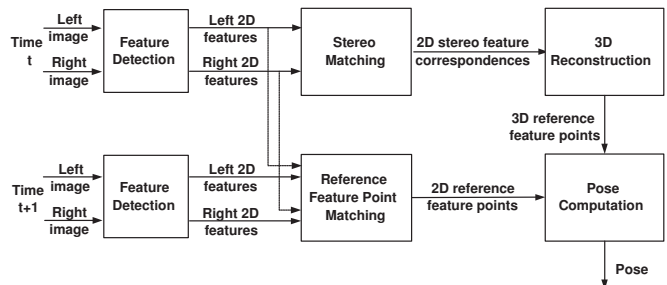 Time
t
Left
image
Right
image
Feature
Detection
Left 2D
features
Right 2D
features
Stereo
Matching
2D stereo feature
correspondences
3D
Reconstruction
3D reference
feature points
Time
t+1
Left
image
Right
image
Feature
Detection
Left 2D
features
Right 2D
features
Reference
Feature Point
Matching
2D reference
feature points
Pose
Computation
Pose